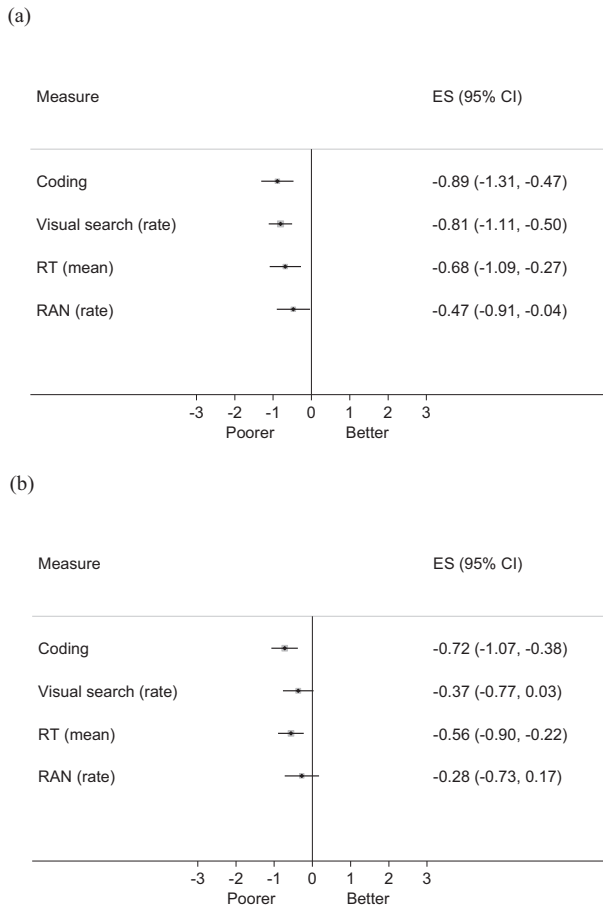 (a)
Measure ES (95% CI)
Coding -0.89 (-1.31, -0.47)
Visual search (rate) -0.81 (-1.11, -0.50)
RT (mean) -0.68 (-1.09, -0.27)
RAN (rate) -0.47 (-0.91, -0.04)
-3 -2 -1 0 1 2 3
Poorer Better
(b)
Measure ES (95% CI)
Coding -0.72 (-1.07, -0.38)
Visual search (rate) -0.37 (-0.77, 0.03)
RT (mean) -0.56 (-0.90, -0.22)
RAN (rate) -0.28 (-0.73, 0.17)
-3 -2 -1 0 1 2 3
Poorer Better